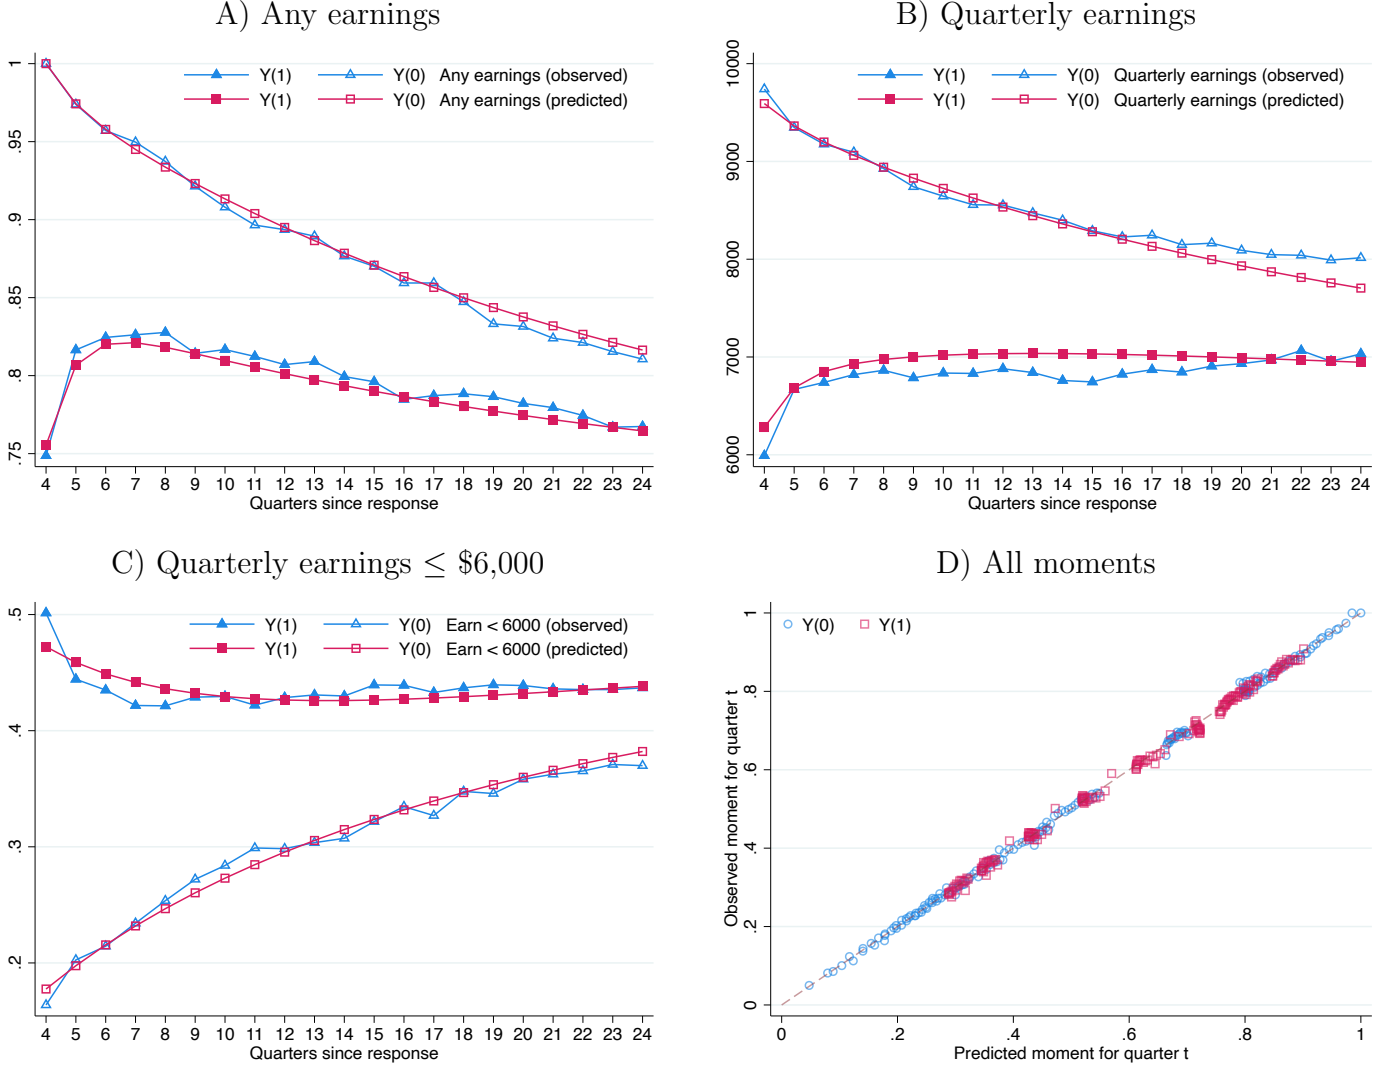 A) Any earnings
Y(1) Y(0) Any earnings (observed)
Y(1) Y(0) Any earnings (predicted)
1
.95
.9
.85
.8
.75
4 5 6 7 8 9 10 11 12 13 14 15 16 17 18 19 20 21 22 23 24
Quarters since response
B) Quarterly earnings
Y(1) Y(0) Quarterly earnings (observed)
Y(1) Y(0) Quarterly earnings (predicted)
10000
9000
8000
7000
6000
4 5 6 7 8 9 10 11 12 13 14 15 16 17 18 19 20 21 22 23 24
Quarters since response
C) Quarterly earnings ≤ $6,000
Y(1) Y(0) Earn < 6000 (observed)
Y(1) Y(0) Earn < 6000 (predicted)
.5
.4
.3
.2
4 5 6 7 8 9 10 11 12 13 14 15 16 17 18 19 20 21 22 23 24
Quarters since response
D) All moments
Y(0) Y(1)
Observed moment for quarter t
1
.8
.6
.4
.2
0
0 .2 .4 .6 .8 1
Predicted moment for quarter t